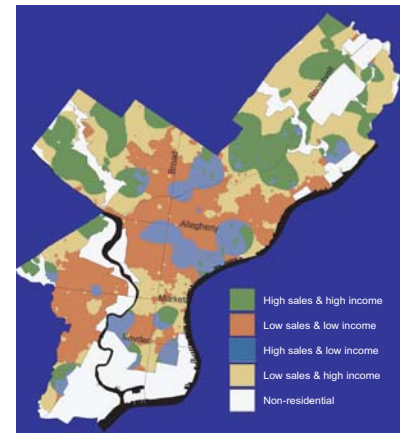 Roosevelt
Broad
Allegheny
Market
Snyder
High sales & high income
Low sales & low income
High sales & low income
Low sales & high income
Non-residential